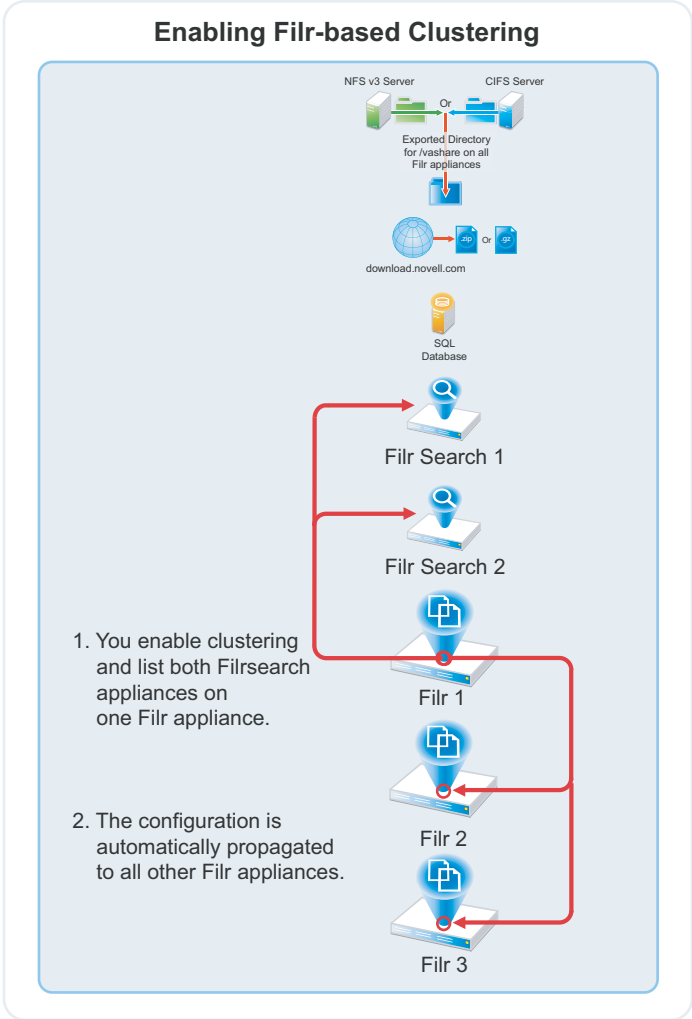 Enabling Filr-based Clustering
NFS v3 Server
CIFS Server
Or
Exported Directory
for /vashare on all
Filr appliances
.zip
Or
.gz
download.novell.com
SQL
Database
Filr Search 1
Filr Search 2
1. You enable clustering
and list both Filrsearch
appliances on
one Filr appliance.
Filr 1
Filr 2
2. The configuration is
automatically propagated
to all other Filr appliances.
Filr 3